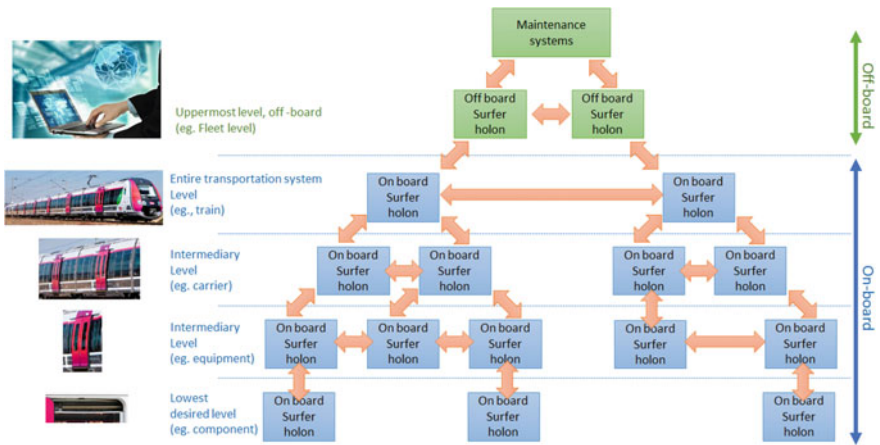 Maintenance
systems
Off board
Surfer
holon
Off board
Surfer
holon
Off-board
Uppermost level, off -board
(eg. Fleet level)
Entire transportation system
Level
(eg., train)
On board
Surfer
holon
On board
Surfer
holon
Intermediary
Level
(eg. carrier)
On board
Surfer
holon
On board
Surfer
holon
On board
Surfer
holon
On board
Surfer
holon
On-board
Intermediary
Level
(eg. equipment)
On board
Surfer
holon
On board
Surfer
holon
On board
Surfer
holon
On board
Surfer
holon
On board
Surfer
holon
Lowest
desired level
(eg. component)
On board
Surfer
holon
On board
Surfer
holon
On board
Surfer
holon